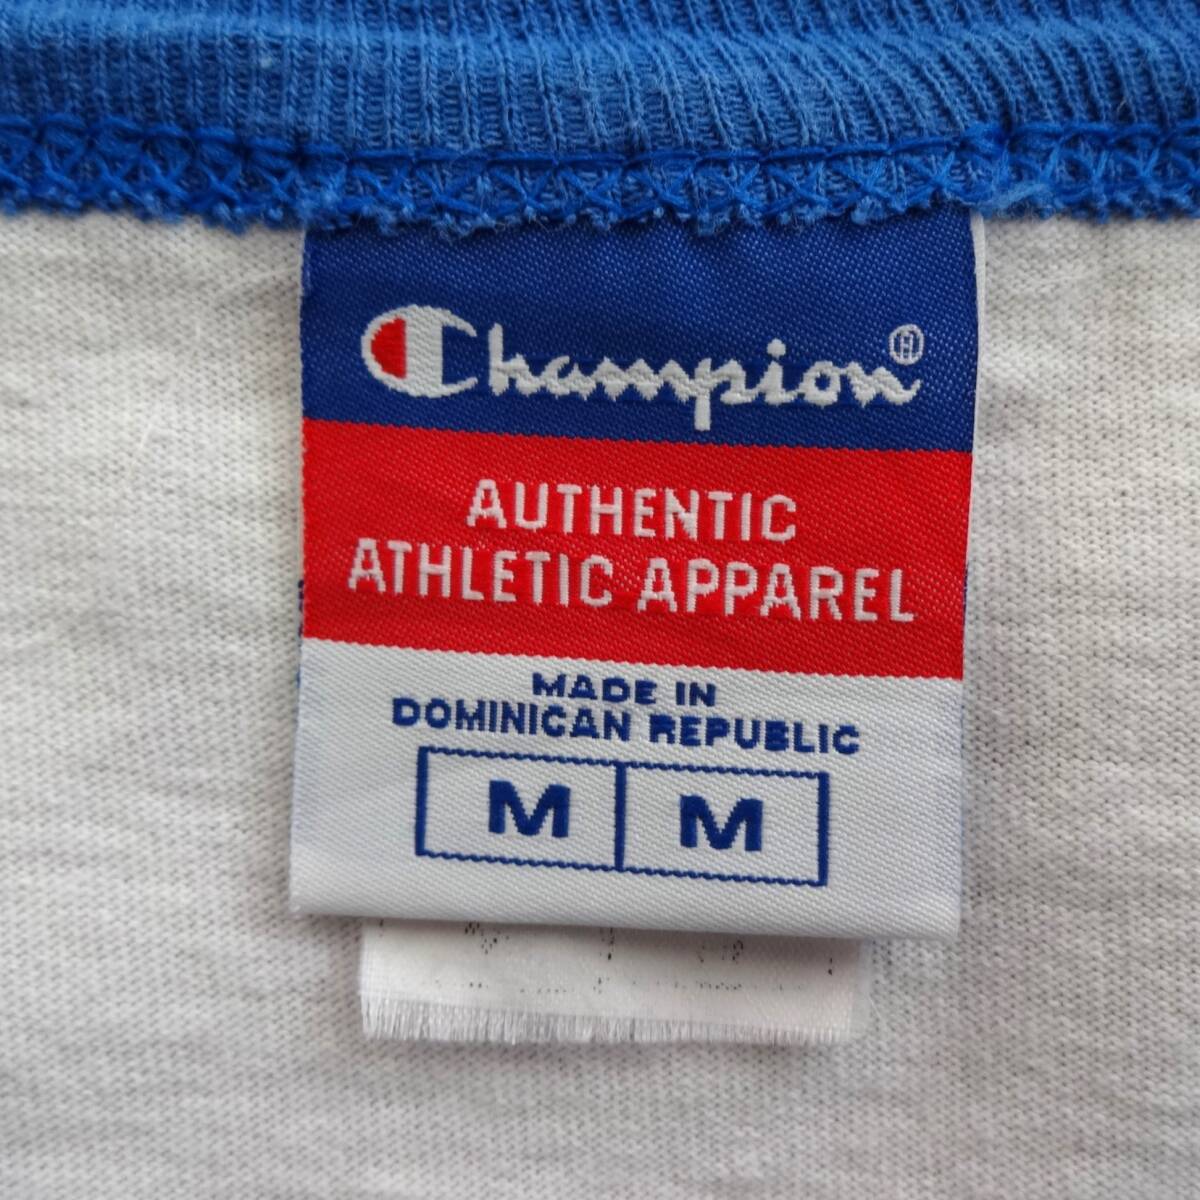 Champion®
AUTHENTIC
ATHLETIC APPAREL
MADE IN
DOMINICAN REPUBLIC
M M